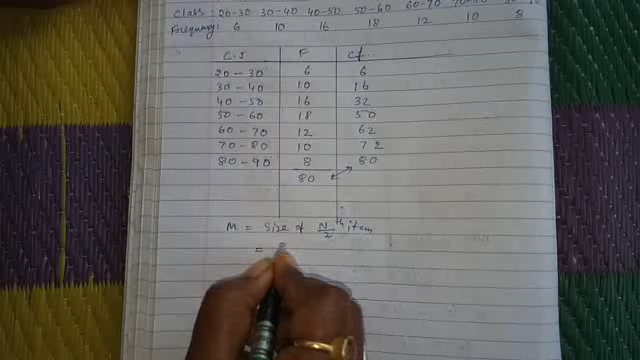 Class : 20-30 30-40 40-50 50-60 60-70
Frequency : 6 10 16 18 12 10 8
C.I F Cf.
20-30 6 6
30-40 10 16
40-50 16 32
50-60 18 50
60-70 12 62
70-80 10 72
80-90 8 80
80
M = Size of N/2 th item
=